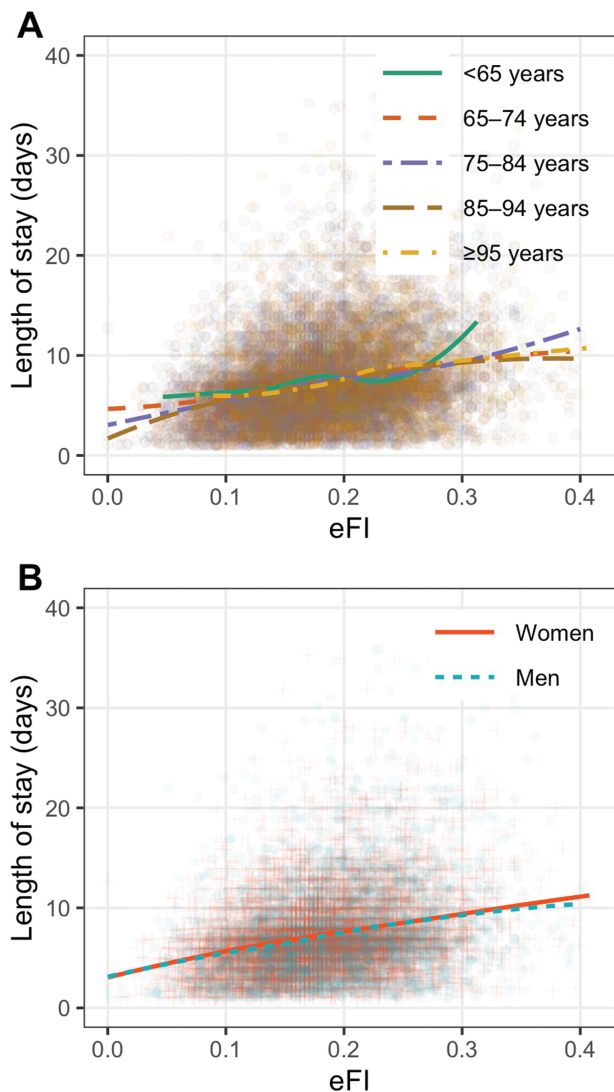 A
40
30
20
10
0
Length of stay (days)
<65 years
65–74 years
75–84 years
85–94 years
≥95 years
0.0 0.1 0.2 0.3 0.4
eFI
B
40
30
20
10
0
Length of stay (days)
Women
Men
0.0 0.1 0.2 0.3 0.4
eFI